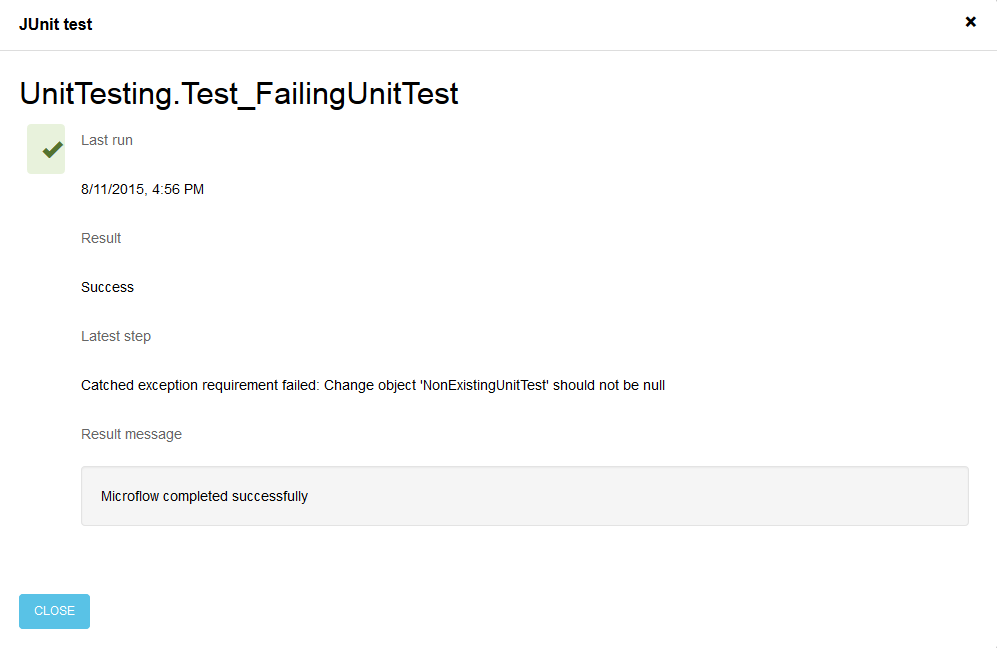 JUnit test
UnitTesting.Test_FailingUnitTest
Last run
8/11/2015, 4:56 PM
Result
Success
Latest step
Catched exception requirement failed: Change object 'NonExistingUnitTest' should not be null
Result message
Microflow completed successfully
CLOSE